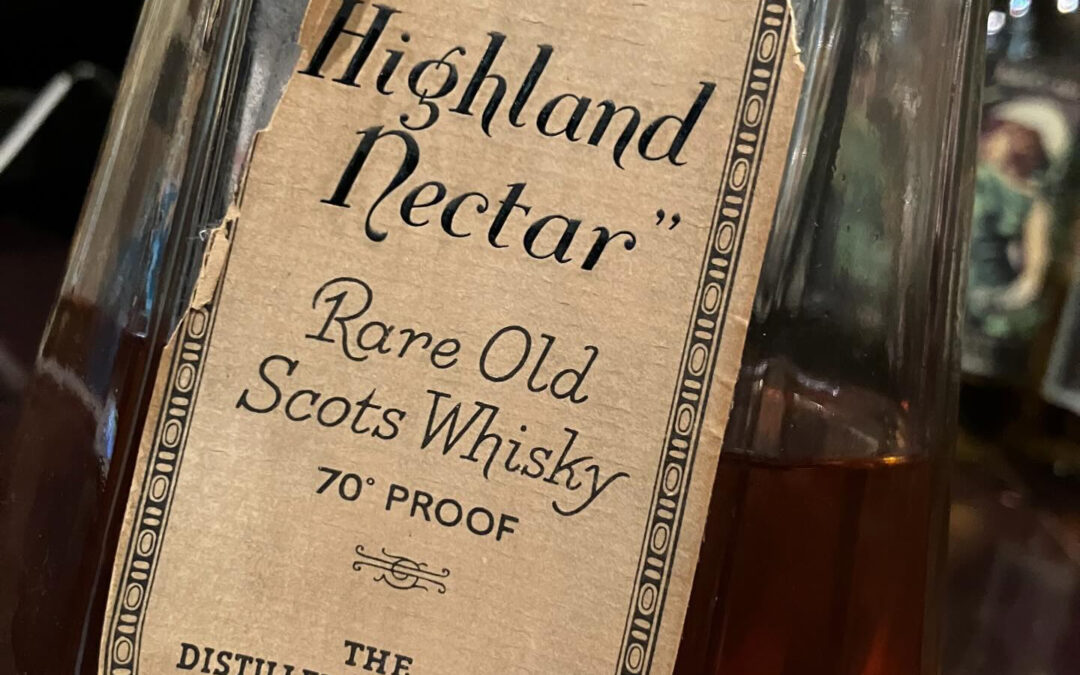 Highland
Nectar”
Rare Old
Scots Whisky
70° PROOF
THE